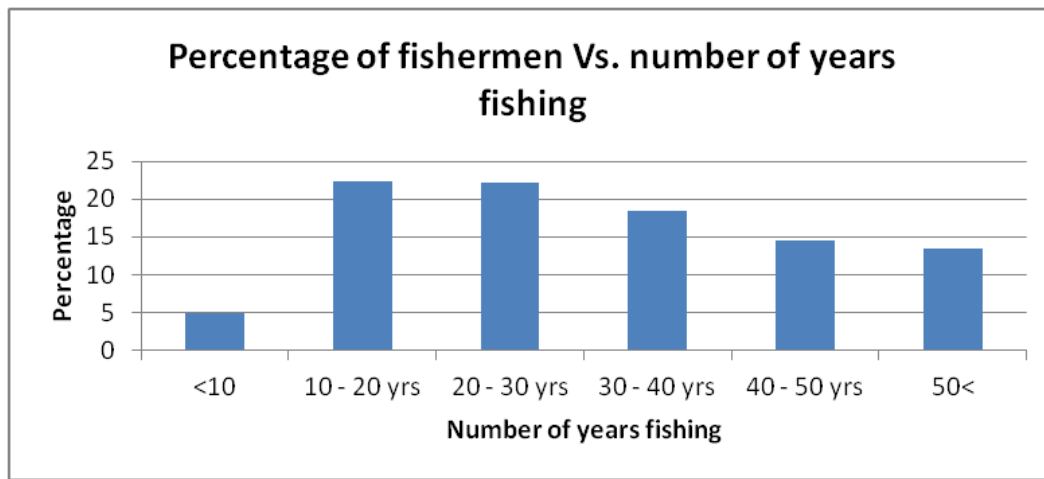 Percentage of fishermen Vs. number of years
fishing
Percentage
25
20
15
10
5
0
<10 10 - 20 yrs 20 - 30 yrs 30 - 40 yrs 40 - 50 yrs 50<
Number of years fishing